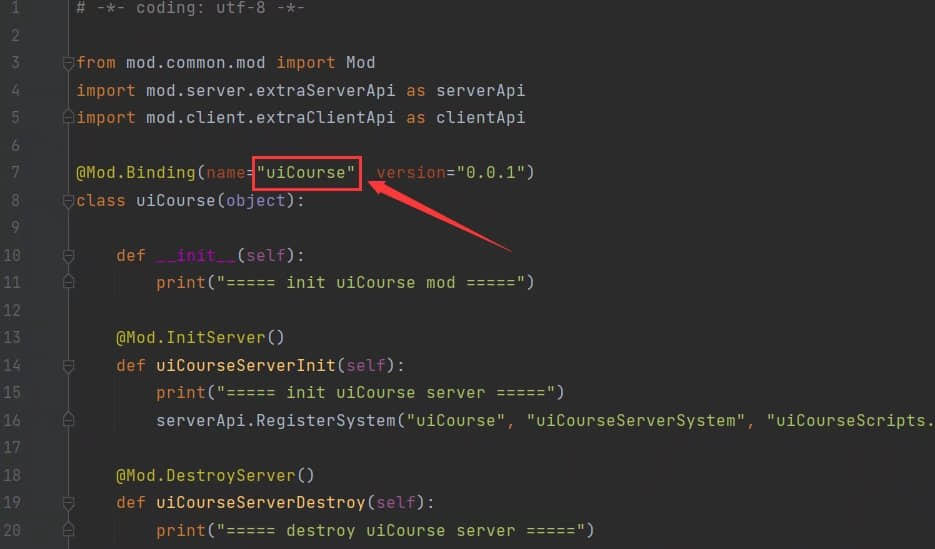 1 # -*- coding: utf-8 -*-
2
3 from mod.common.mod import Mod
4 import mod.server.extraServerApi as serverApi
5 import mod.client.extraClientApi as clientApi
6
7 @Mod.Binding(name="uiCourse" version="0.0.1")
8 class uiCourse(object):
9
10 def __init__(self):
11 print("===== init uiCourse mod =====")
12
13 @Mod.InitServer()
14 def uiCourseServerInit(self):
15 print("===== init uiCourse server =====")
16 serverApi.RegisterSystem("uiCourse", "uiCourseServerSystem", "uiCourseScripts.
17
18 @Mod.DestroyServer()
19 def uiCourseServerDestroy(self):
20 print("===== destroy uiCourse server =====")